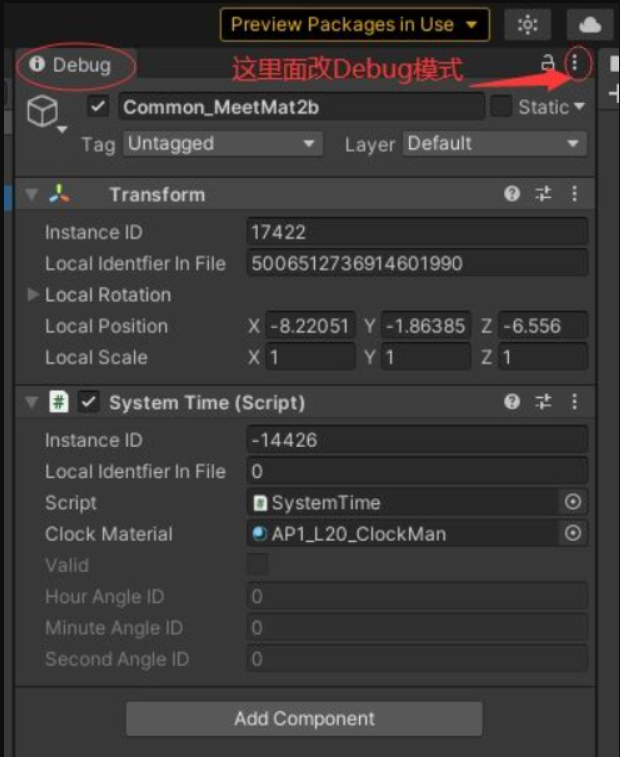 Preview Packages in Use
Debug
这里面改Debug模式
Common_MeetMat2b
Static
Tag Untagged Layer Default
Transform
Instance ID 17422
Local Identfier In File 5006512736914601990
Local Rotation
Local Position X -8.22051 Y -1.86385 Z -6.556
Local Scale X 1 Y 1 Z 1
# System Time (Script)
Instance ID -14426
Local Identfier In File 0
Script # SystemTime
Clock Material AP1_L20_ClockMan
Valid
Hour Angle ID 0
Minute Angle ID 0
Second Angle ID 0
Add Component